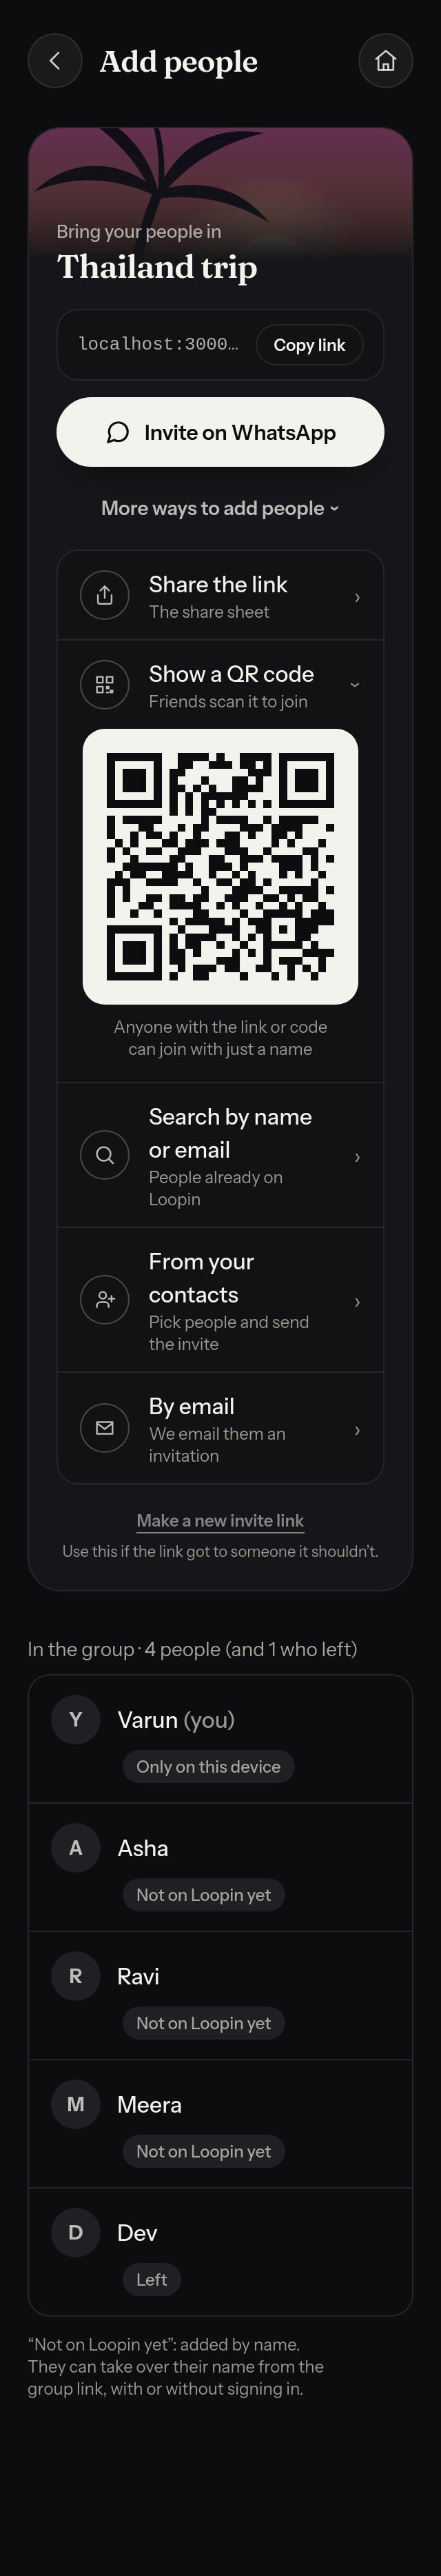 Add people
Bring your people in
Thailand trip
localhost:3000…
Copy link
Invite on WhatsApp
More ways to add people
Share the link
The share sheet
Show a QR code
Friends scan it to join
Anyone with the link or code
can join with just a name
Search by name
or email
People already on
Loopin
From your
contacts
Pick people and send
the invite
By email
We email them an
invitation
Make a new invite link
Use this if the link got to someone it shouldn’t.
In the group · 4 people (and 1 who left)
Y
Varun (you)
Only on this device
A
Asha
Not on Loopin yet
R
Ravi
Not on Loopin yet
M
Meera
Not on Loopin yet
D
Dev
Left
“Not on Loopin yet”: added by name.
They can take over their name from the
group link, with or without signing in.